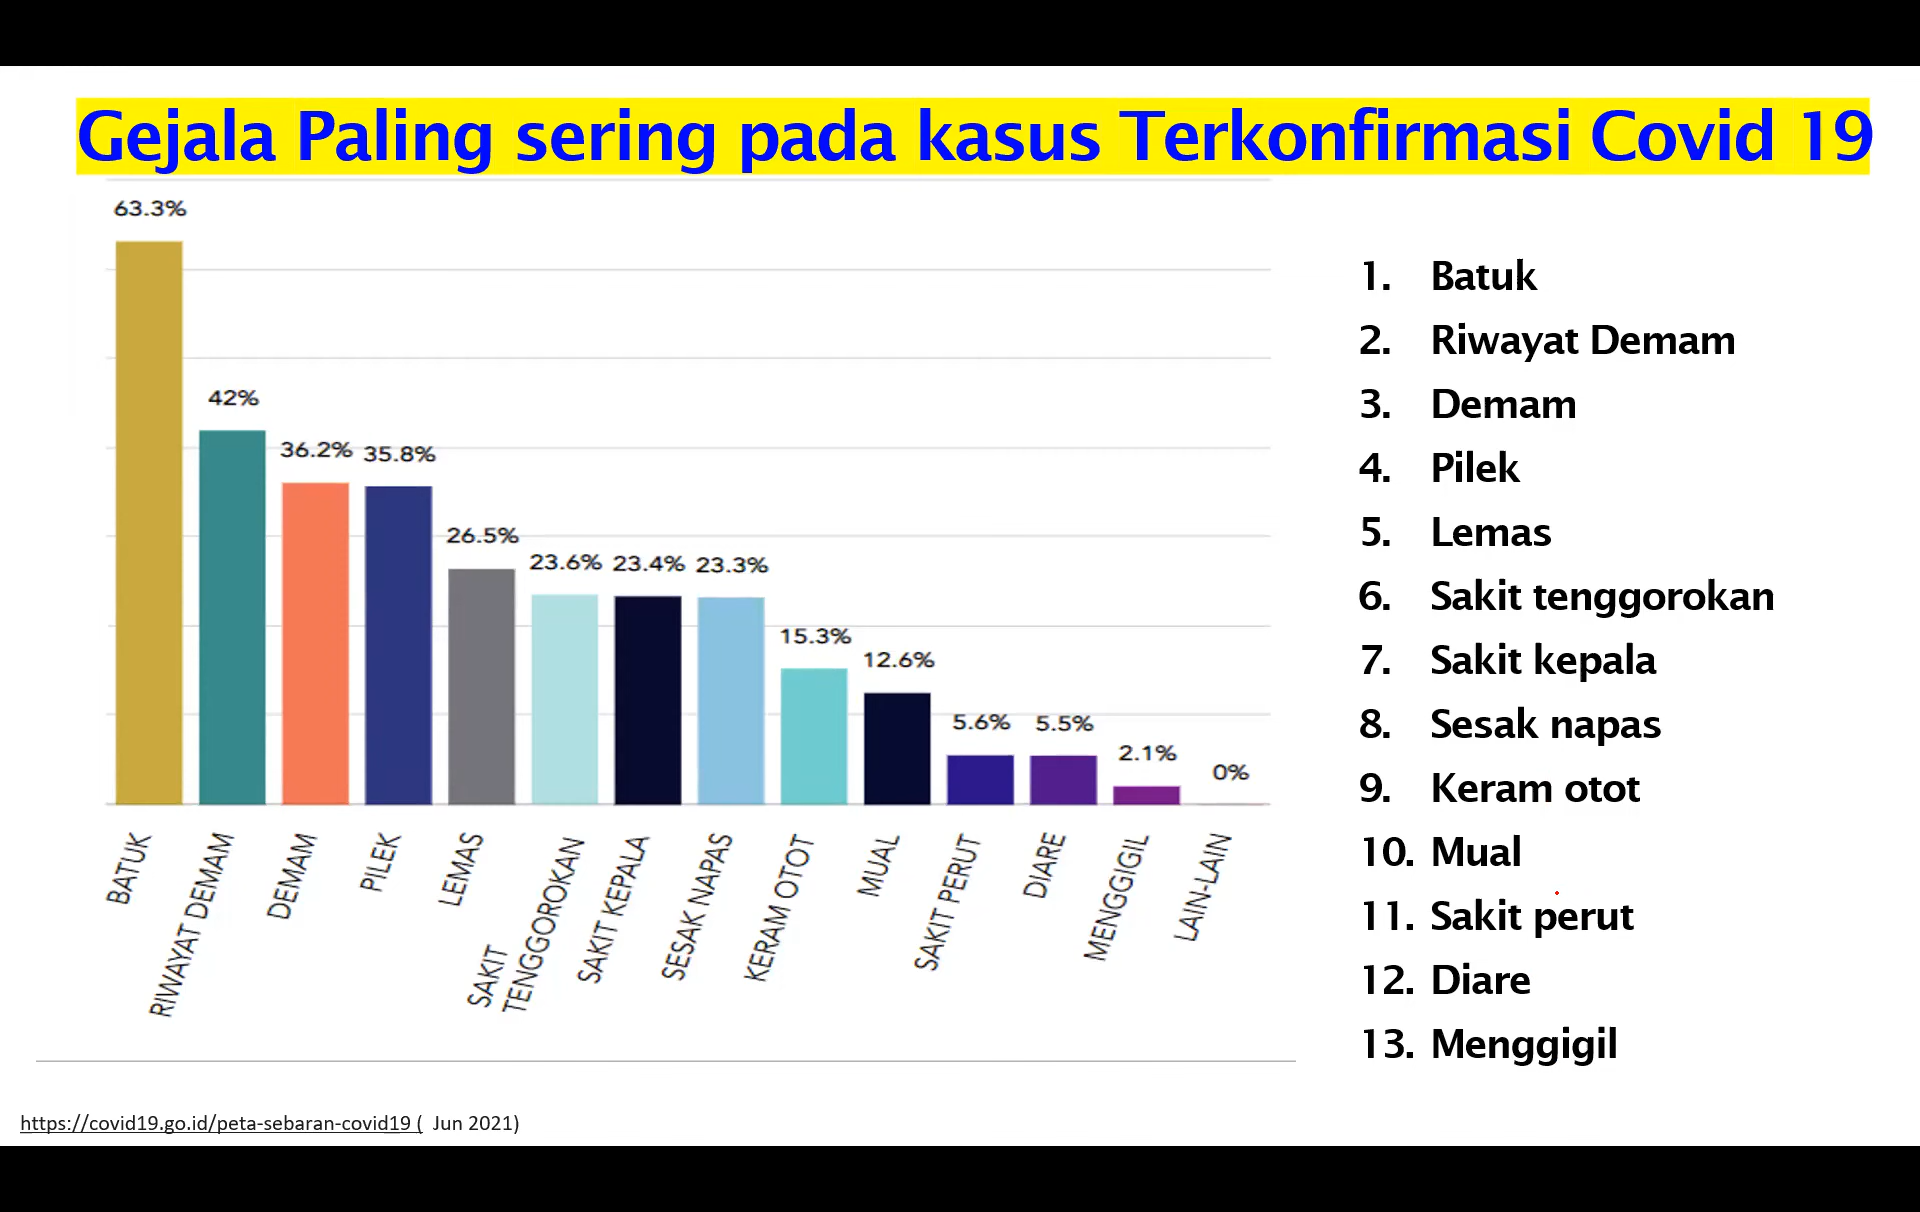 Gejala Paling sering pada kasus Terkonfirmasi Covid 19
63.3%
42%
36.2%
35.8%
26.5%
23.6%
23.4%
23.3%
15.3%
12.6%
5.6%
5.5%
2.1%
0%
BATUK
RIWAYAT DEMAM
DEMAM
PILEK
LEMAS
SAKIT
TENGGOROKAN
SAKIT KEPALA
SESAK NAPAS
KERAM OTOT
MUAL
SAKIT PERUT
DIARE
MENGGIGIL
LAIN-LAIN
1. Batuk
2. Riwayat Demam
3. Demam
4. Pilek
5. Lemas
6. Sakit tenggorokan
7. Sakit kepala
8. Sesak napas
9. Keram otot
10. Mual
11. Sakit perut
12. Diare
13. Menggigil
https://covid19.go.id/peta-sebaran-covid19 ( Jun 2021)